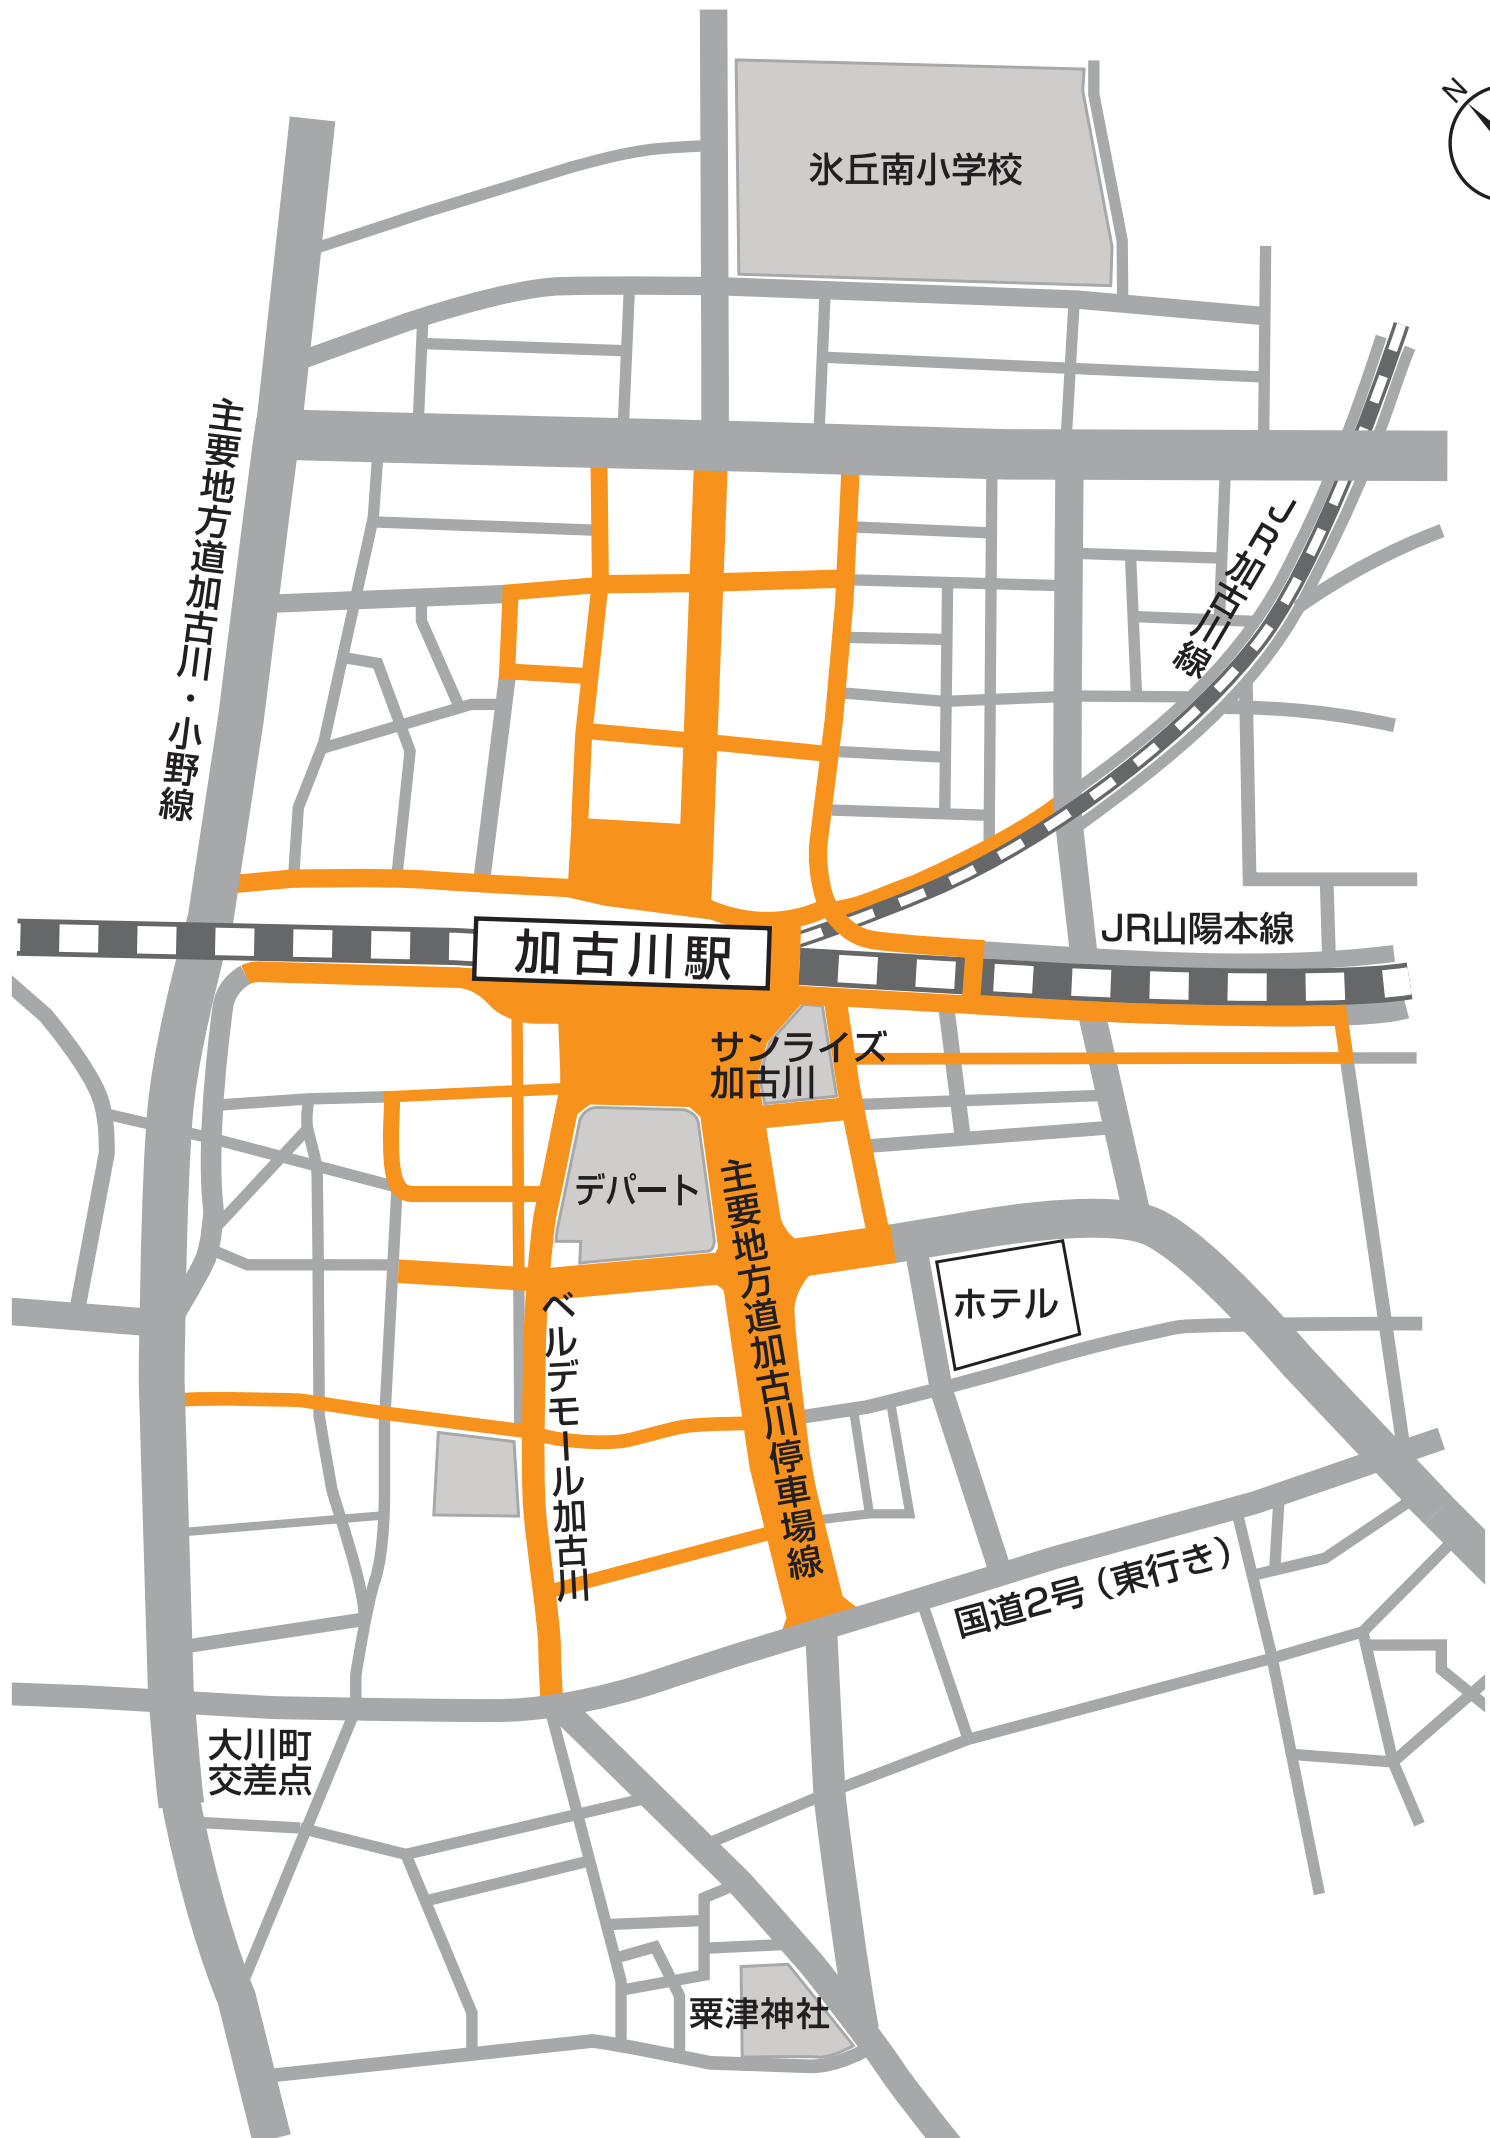 N
氷丘南小学校
主要地方道加古川・小野線
JR加古川線
JR山陽本線
加古川駅
サンライズ
加古川
デパート
主要地方道加古川停車場線
ホテル
ベルデモール加古川
国道2号（東行き）
大川町
交差点
粟津神社